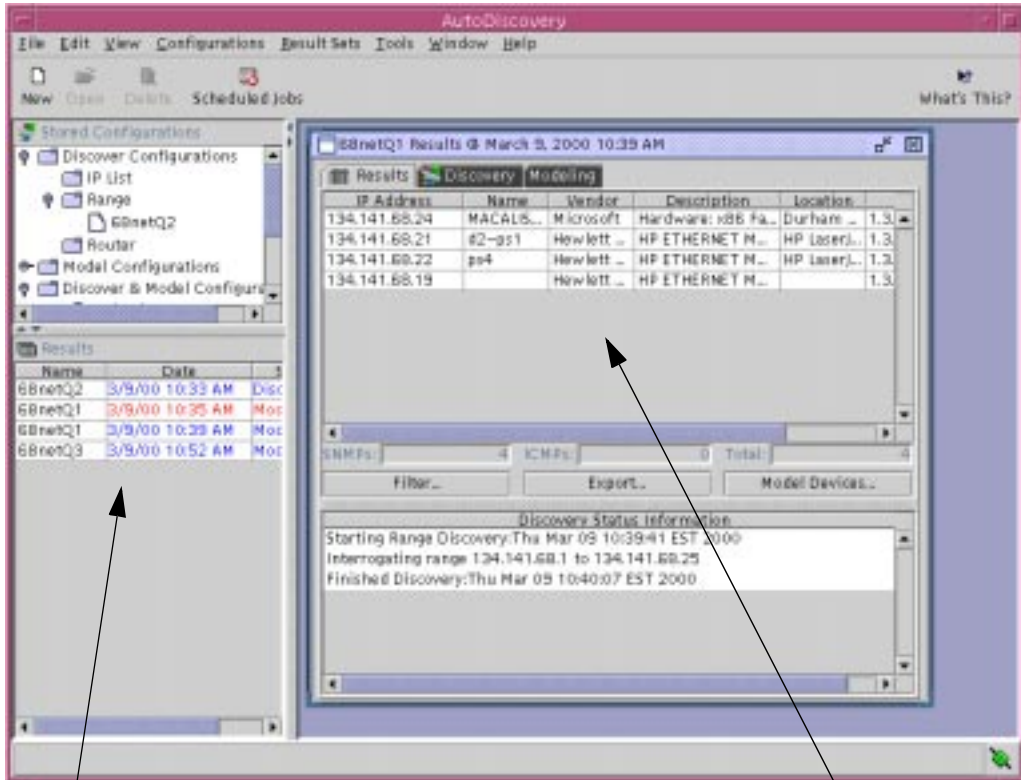 AutoDiscovery
File Edit View Configurations Result Sets Tools Window Help
New Open Delete Scheduled Jobs What's This?
Stored Configurations
Discover Configurations
IP List
Range
68netQ2
Router
Model Configurations
Discover & Model Configura
Results
Name Date S
68netQ2 3/9/00 10:33 AM Disc
68netQ1 3/9/00 10:35 AM Moc
68netQ1 3/9/00 10:39 AM Moc
68netQ3 3/9/00 10:52 AM Moc
68netQ1 Results @ March 9, 2000 10:39 AM
Results Discovery Modeling
IP Address Name Vendor Description Location
134.141.68.24 MACALIS... Microsoft Hardware: x86 Fa... Durham ... 1.3.
134.141.68.21 d2-ps1 Hewlett ... HP ETHERNET M... HP LaserJ... 1.3.
134.141.68.22 ps4 Hewlett ... HP ETHERNET M... HP LaserJ... 1.3.
134.141.68.19 Hewlett ... HP ETHERNET M... 1.3.
SNMPs: 4 ICMPs: 0 Total: 4
Filter... Export... Model Devices...
Discovery Status Information
Starting Range Discovery:Thu Mar 09 10:39:41 EST 2000
Interrogating range 134.141.68.1 to 134.141.68.25
Finished Discovery:Thu Mar 09 10:40:07 EST 2000